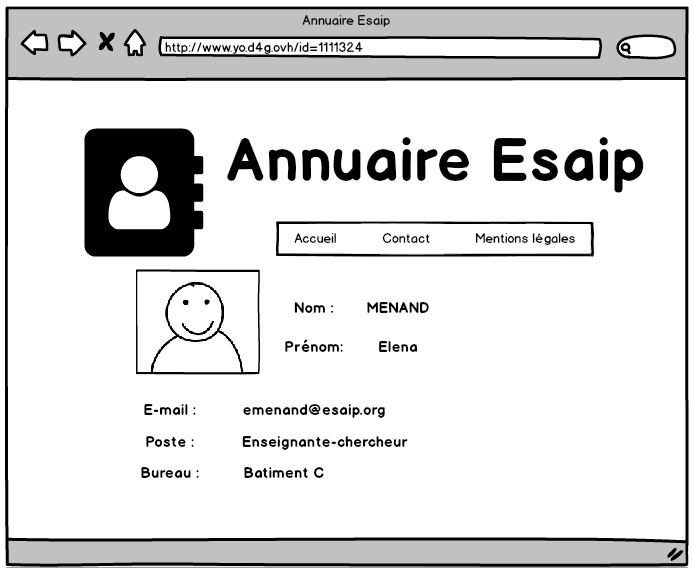 Annuaire Esaip
http://www.yo.d4g.ovh/id=1111324
Annuaire Esaip
Accueil Contact Mentions légales
Nom : MENAND
Prénom: Elena
E-mail : emenand@esaip.org
Poste : Enseignante-chercheur
Bureau : Batiment C